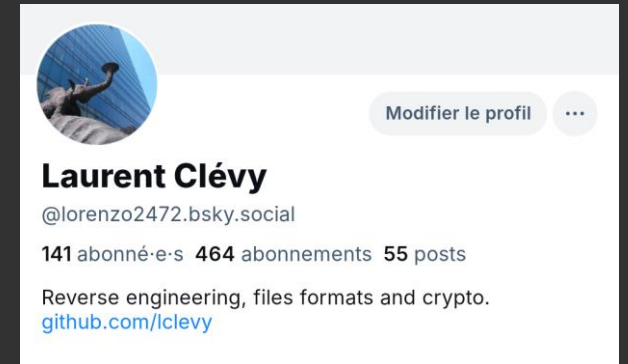 Modifier le profil
Laurent Clévy
@lorenzo2472.bsky.social
141 abonné·e·s 464 abonnements 55 posts
Reverse engineering, files formats and crypto.
github.com/lclevy